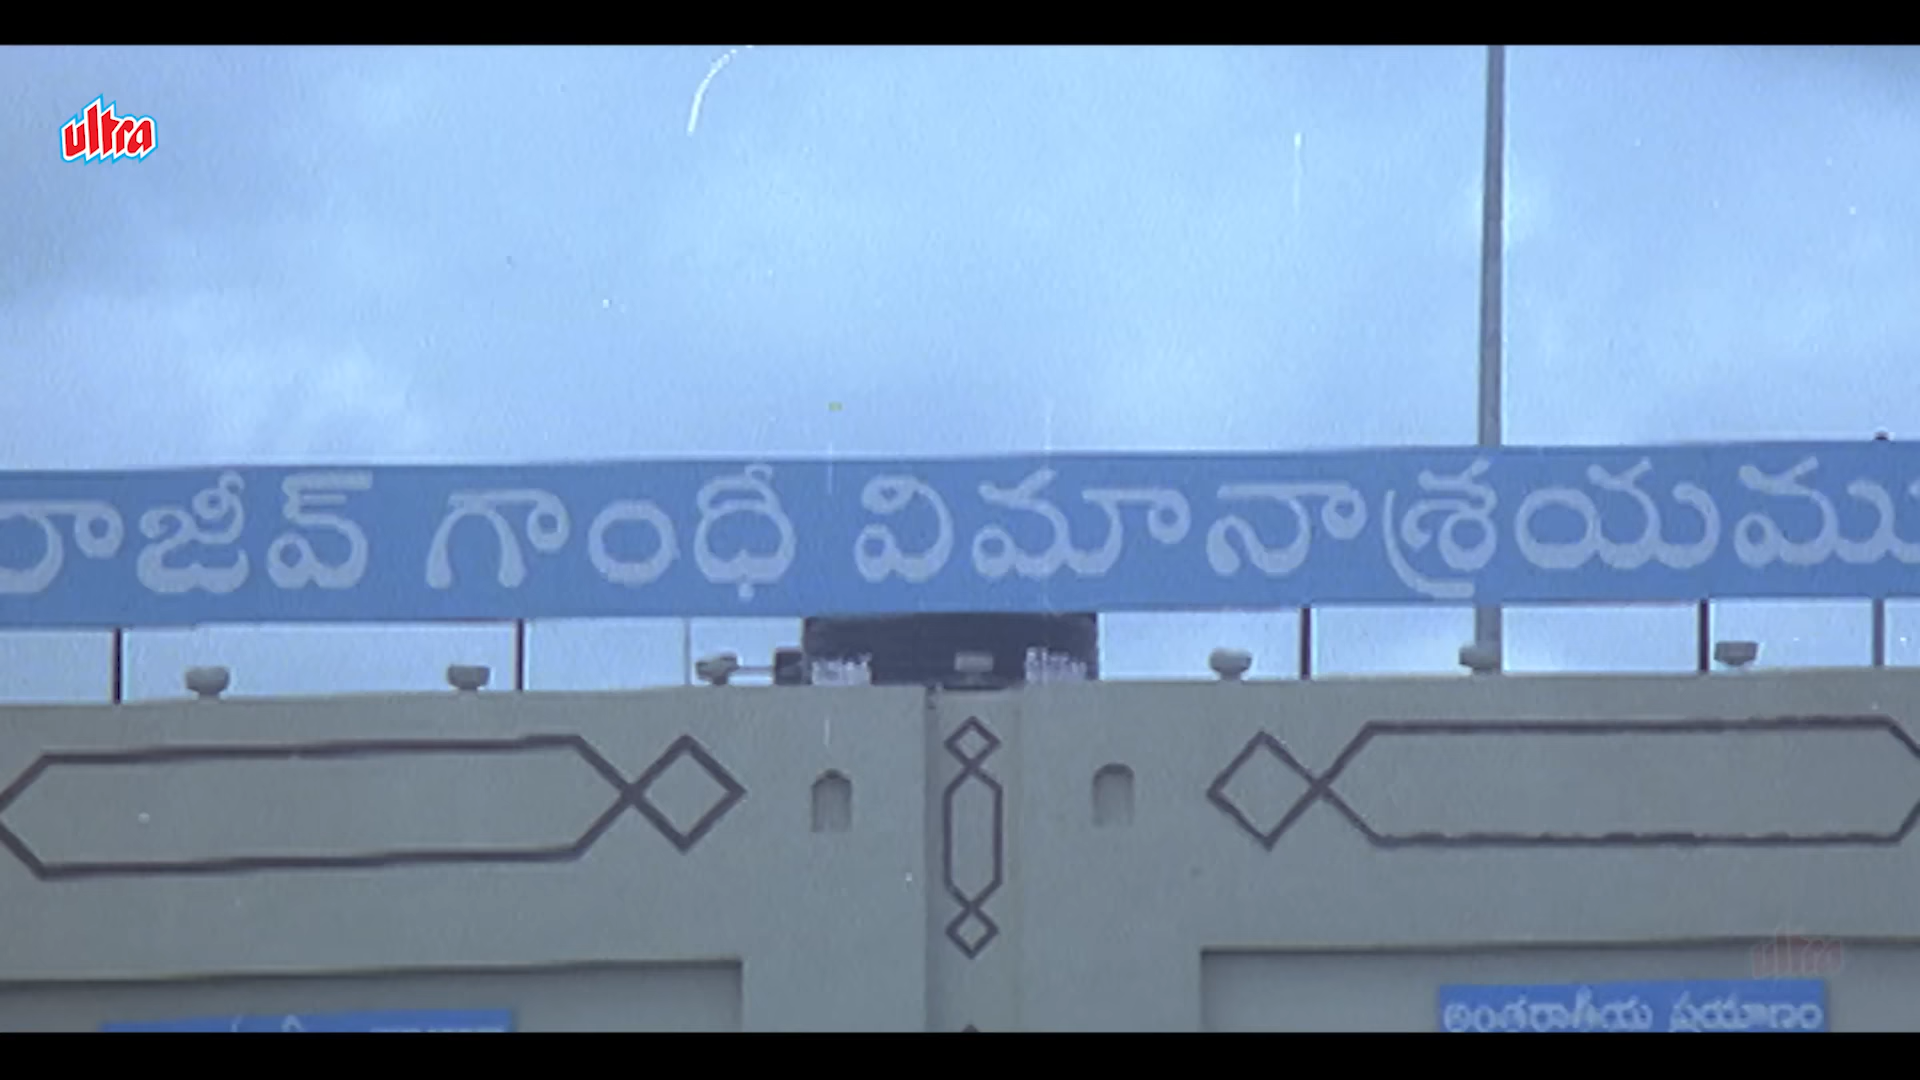 ultra
రాజీవ్ గాంధీ విమానాశ్రయము
అంతర్జాతీయ ప్రయాణం